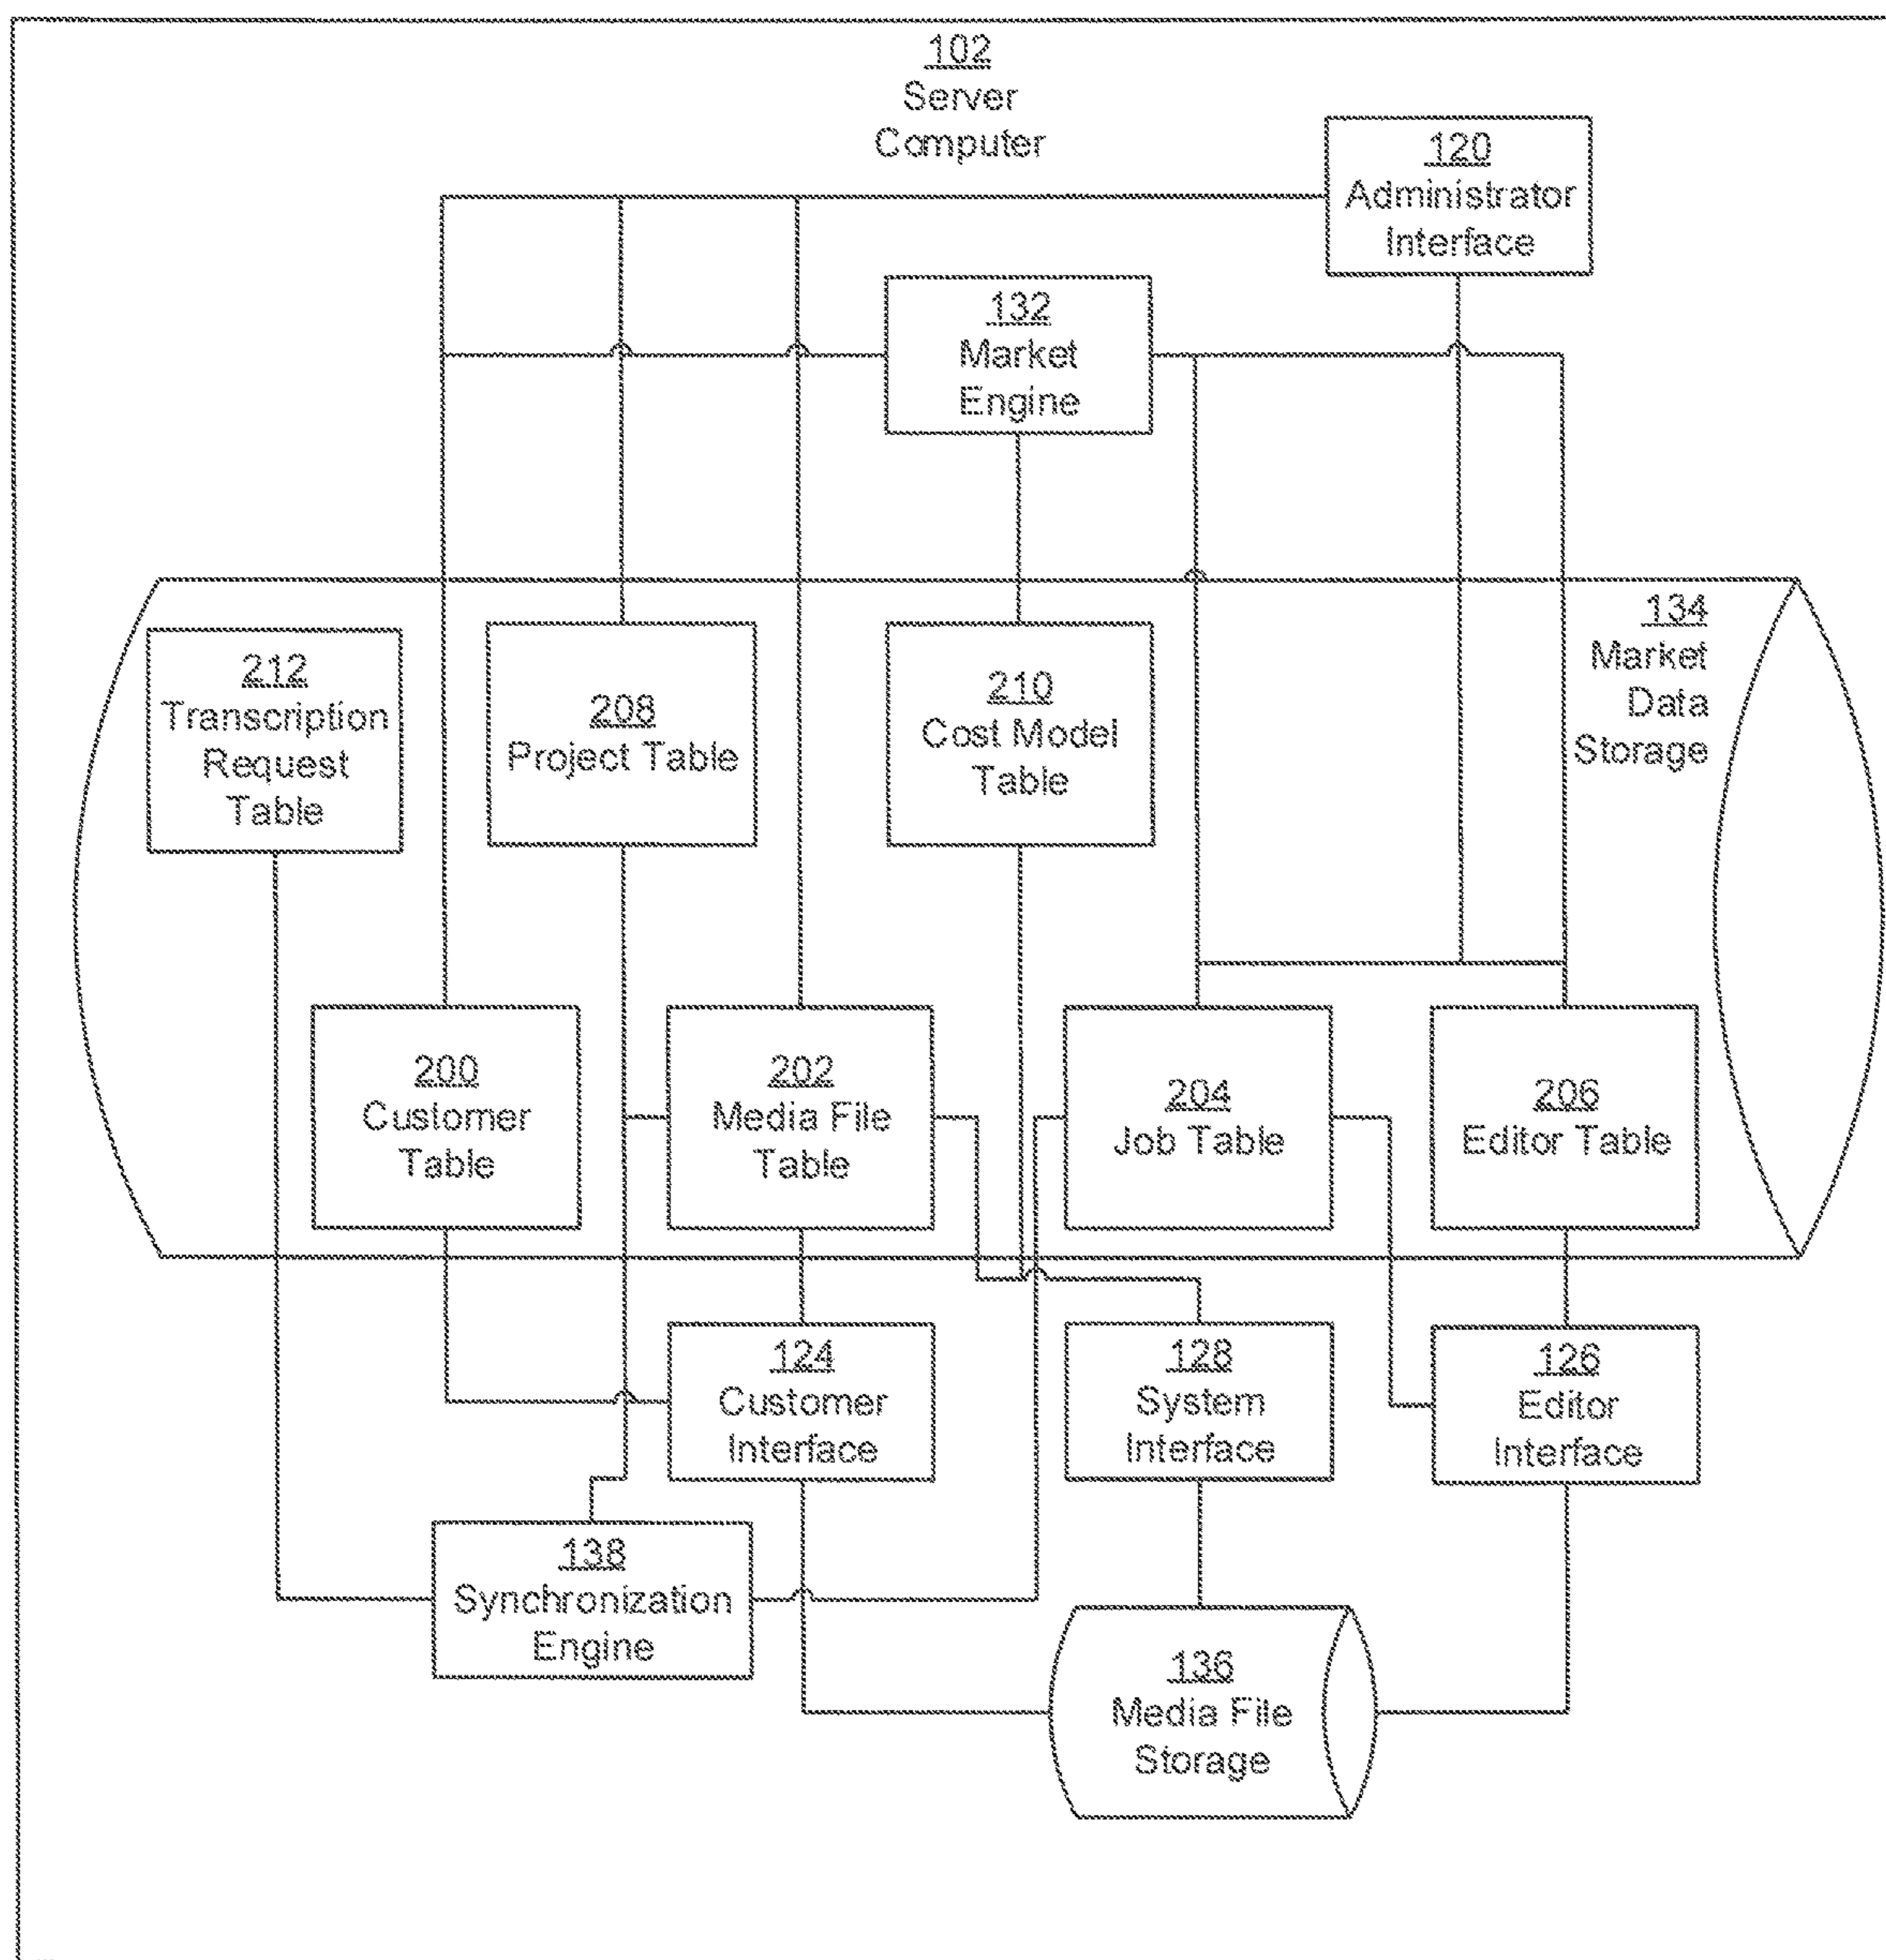 102
Server
Computer
120
Administrator
Interface
132
Market
Engine
134
Market
Data
Storage
212
Transcription
Request
Table
208
Project Table
210
Cost Model
Table
200
Customer
Table
202
Media File
Table
204
Job Table
206
Editor Table
124
Customer
Interface
128
System
Interface
126
Editor
Interface
138
Synchronization
Engine
136
Media File
Storage